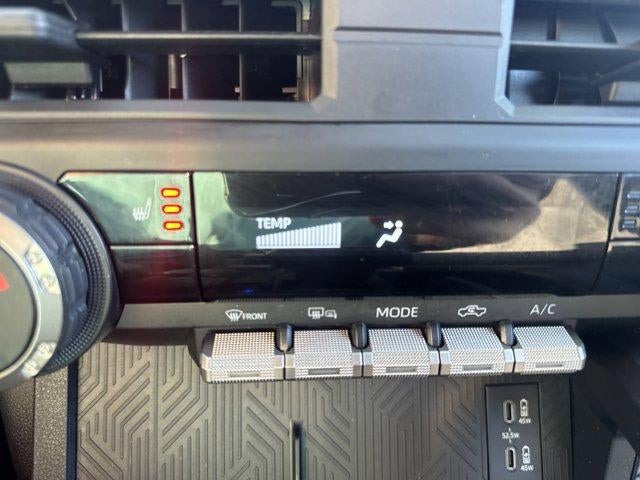 TEMP
FRONT
MODE
A/C
45W
52.5W
45W